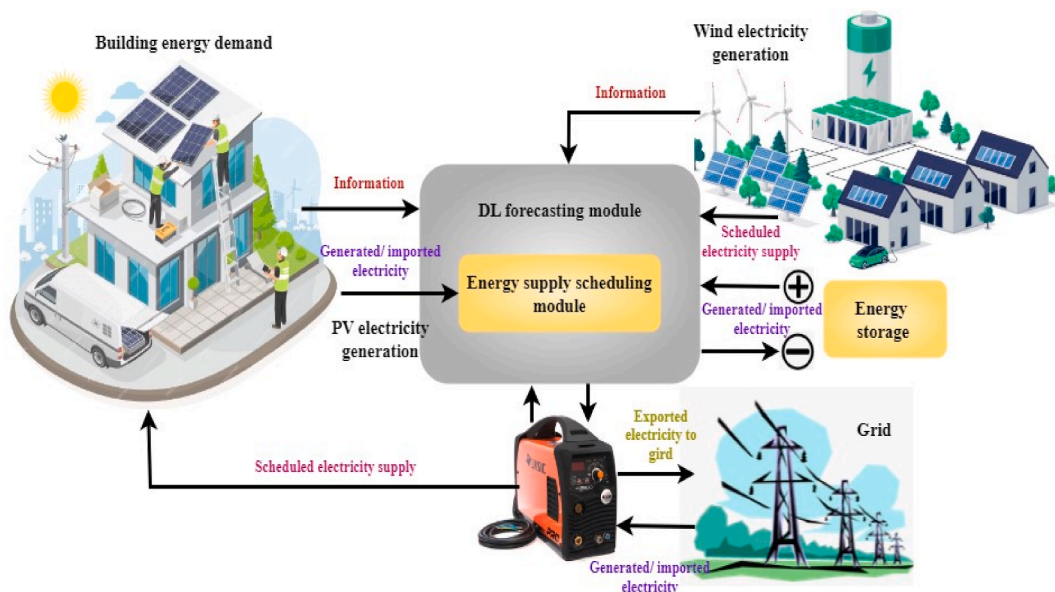 Building energy demand
Wind electricity
generation
Information
Information
DL forecasting module
Scheduled
electricity supply
Generated/ imported
electricity
Energy supply scheduling
module
PV electricity
generation
Generated/ imported
electricity
Energy
storage
Exported
electricity to
gird
Grid
Scheduled electricity supply
Generated/ imported
electricity